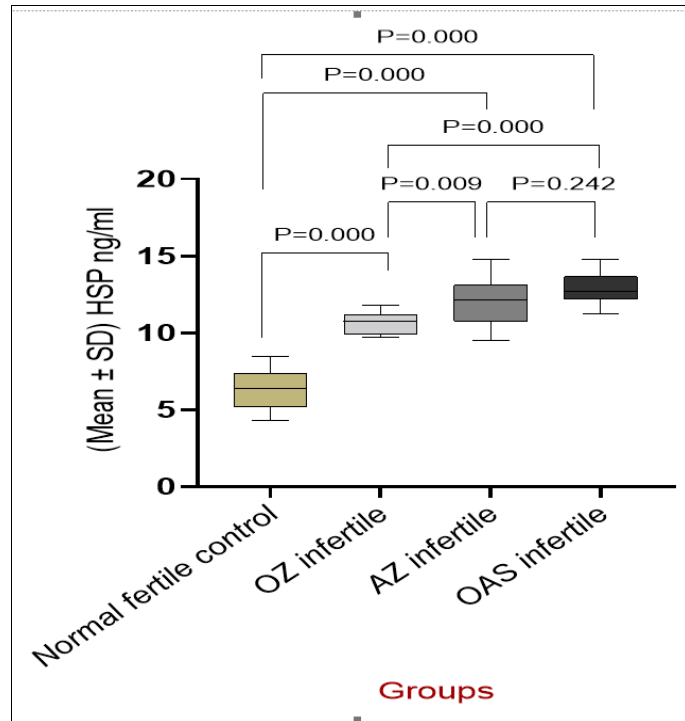 P=0.000
P=0.000
P=0.000
P=0.009
P=0.242
P=0.000
(Mean ± SD) HSP ng/ml
20
15
10
5
0
Normal fertile control
OZ infertile
AZ infertile
OAS infertile
Groups